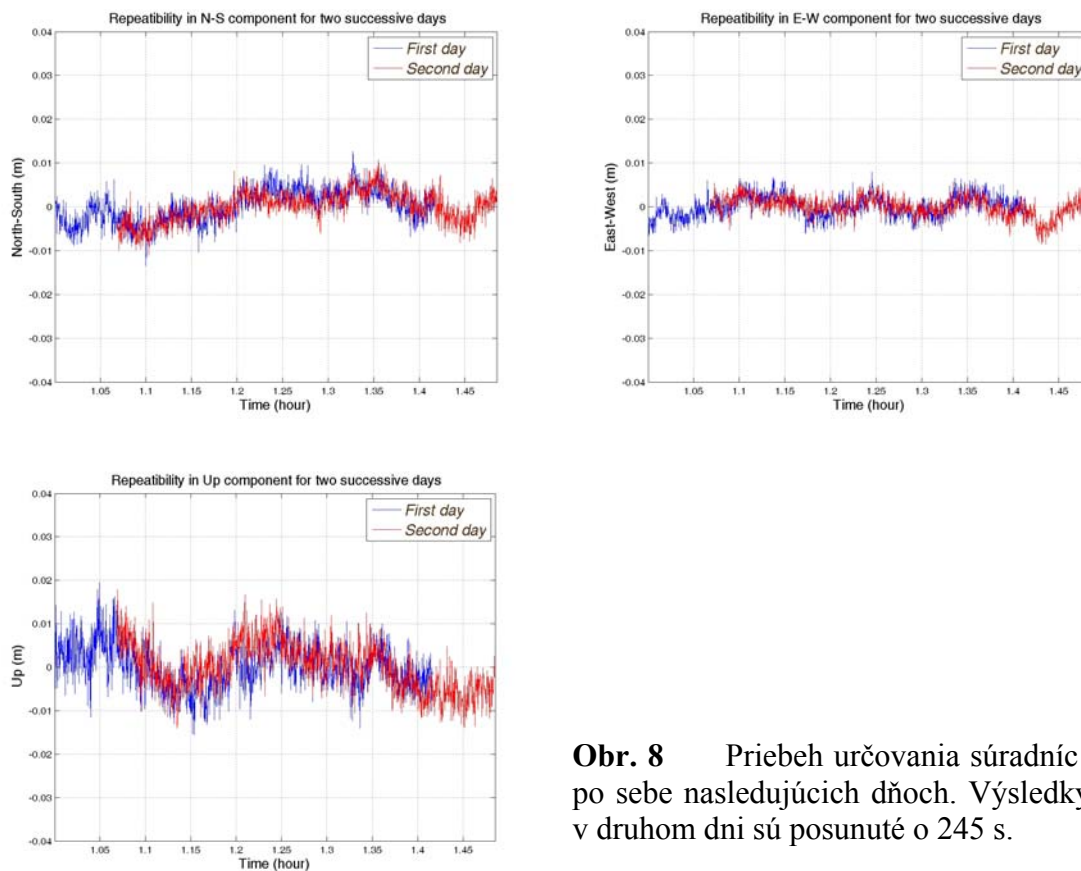 Repeatibility in N-S component for two successive days
0.04
0.03
0.02
0.01
0
-0.01
-0.02
-0.03
-0.04
North-South (m)
First day
Second day
1.05 1.1 1.15 1.2 1.25 1.3 1.35 1.4 1.45
Time (hour)
Repeatibility in E-W component for two successive days
0.04
0.03
0.02
0.01
0
-0.01
-0.02
-0.03
-0.04
East-West (m)
First day
Second day
1.05 1.1 1.15 1.2 1.25 1.3 1.35 1.4 1.45
Time (hour)
Repeatibility in Up component for two successive days
0.04
0.03
0.02
0.01
0
-0.01
-0.02
-0.03
-0.04
Up (m)
First day
Second day
1.05 1.1 1.15 1.2 1.25 1.3 1.35 1.4 1.45
Time (hour)
Obr. 8 Priebeh určovania súradníc
po sebe nasledujúcich dňoch. Výsledky
v druhom dni sú posunuté o 245 s.